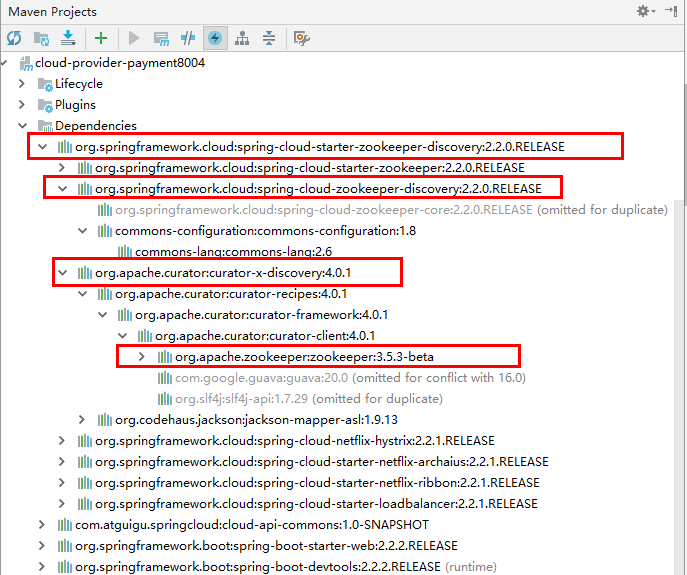 Maven Projects
cloud-provider-payment8004
Lifecycle
Plugins
Dependencies
org.springframework.cloud:spring-cloud-starter-zookeeper-discovery:2.2.0.RELEASE
org.springframework.cloud:spring-cloud-starter-zookeeper:2.2.0.RELEASE
org.springframework.cloud:spring-cloud-zookeeper-discovery:2.2.0.RELEASE
org.springframework.cloud:spring-cloud-zookeeper-core:2.2.0.RELEASE (omitted for duplicate)
commons-configuration:commons-configuration:1.8
commons-lang:commons-lang:2.6
org.apache.curator:curator-x-discovery:4.0.1
org.apache.curator:curator-recipes:4.0.1
org.apache.curator:curator-framework:4.0.1
org.apache.curator:curator-client:4.0.1
org.apache.zookeeper:zookeeper:3.5.3-beta
com.google.guava:guava:20.0 (omitted for conflict with 16.0)
org.slf4j:slf4j-api:1.7.29 (omitted for duplicate)
org.codehaus.jackson:jackson-mapper-asl:1.9.13
org.springframework.cloud:spring-cloud-netflix-hystrix:2.2.1.RELEASE
org.springframework.cloud:spring-cloud-starter-netflix-archaius:2.2.1.RELEASE
org.springframework.cloud:spring-cloud-starter-netflix-ribbon:2.2.1.RELEASE
org.springframework.cloud:spring-cloud-starter-loadbalancer:2.2.1.RELEASE
com.atguigu.springcloud:cloud-api-commons:1.0-SNAPSHOT
org.springframework.boot:spring-boot-starter-web:2.2.2.RELEASE
org.springframework.boot:spring-boot-devtools:2.2.2.RELEASE (runtime)